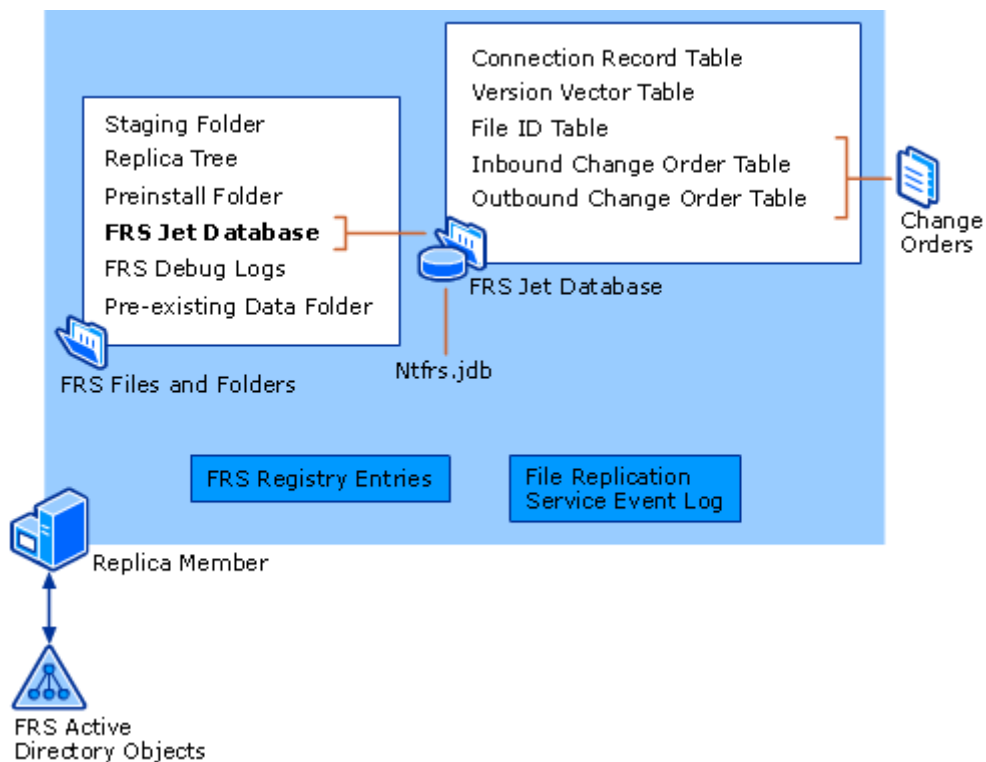 Connection Record Table
Version Vector Table
File ID Table
Inbound Change Order Table
Outbound Change Order Table
Change
Orders
FRS Jet Database
Ntfrs.jdb
Staging Folder
Replica Tree
Preinstall Folder
FRS Jet Database
FRS Debug Logs
Pre-existing Data Folder
FRS Files and Folders
FRS Registry Entries
File Replication
Service Event Log
Replica Member
FRS Active
Directory Objects